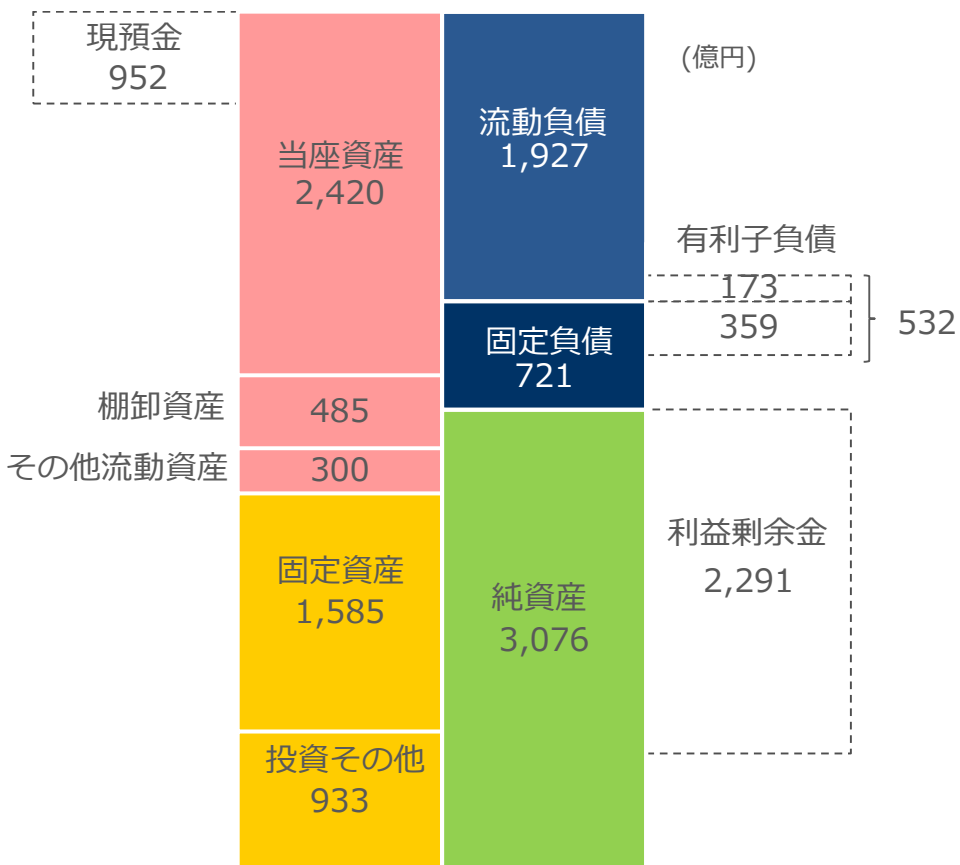 現預金
952
(億円)
当座資産
2,420
流動負債
1,927
有利子負債
173
359
532
固定負債
721
棚卸資産
485
その他流動資産
300
固定資産
1,585
純資産
3,076
利益剰余金
2,291
投資その他
933